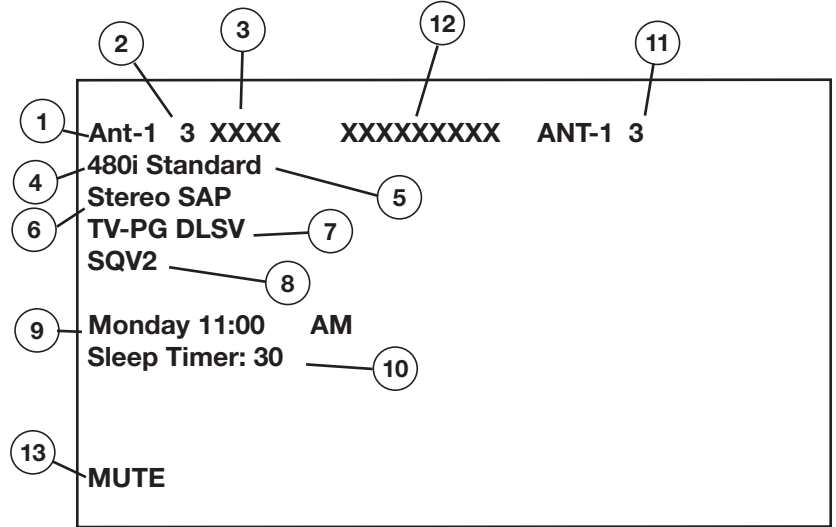 2 3 12 11
1 Ant-1 3 XXXX XXXXXXXXX ANT-1 3
4 480i Standard 5
6 Stereo SAP
TV-PG DLSV 7
SQV2 8
9 Monday 11:00 AM
Sleep Timer: 30 10
13
MUTE